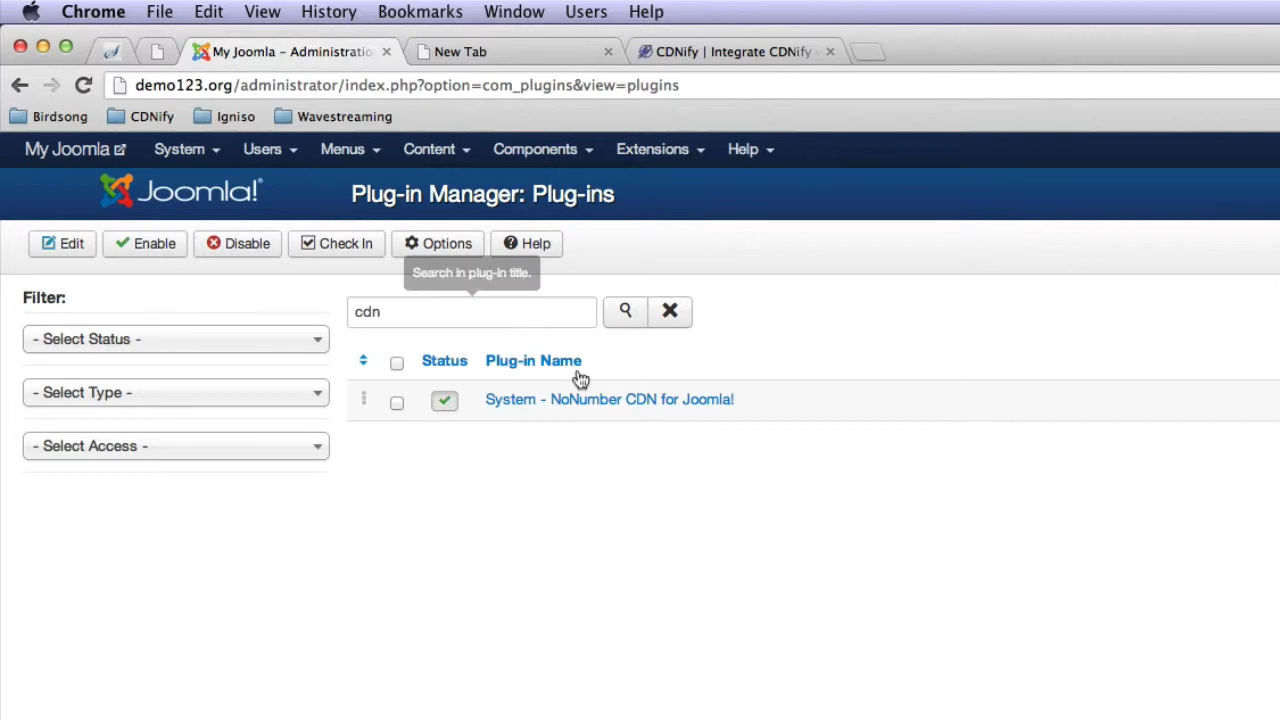 Chrome File Edit View History Bookmarks Window Users Help
My Joomla - Administratio New Tab CDNify | Integrate CDNify
demo123.org/administrator/index.php?option=com_plugins&view=plugins
Birdsong CDNify Igniso Wavestreaming
My Joomla System Users Menus Content Components Extensions Help
Joomla! Plug-in Manager: Plug-ins
Edit Enable Disable Check In Options Help
Search in plug-in title.
Filter:
cdn
- Select Status -
Status Plug-in Name
- Select Type -
System - NoNumber CDN for Joomla!
- Select Access -